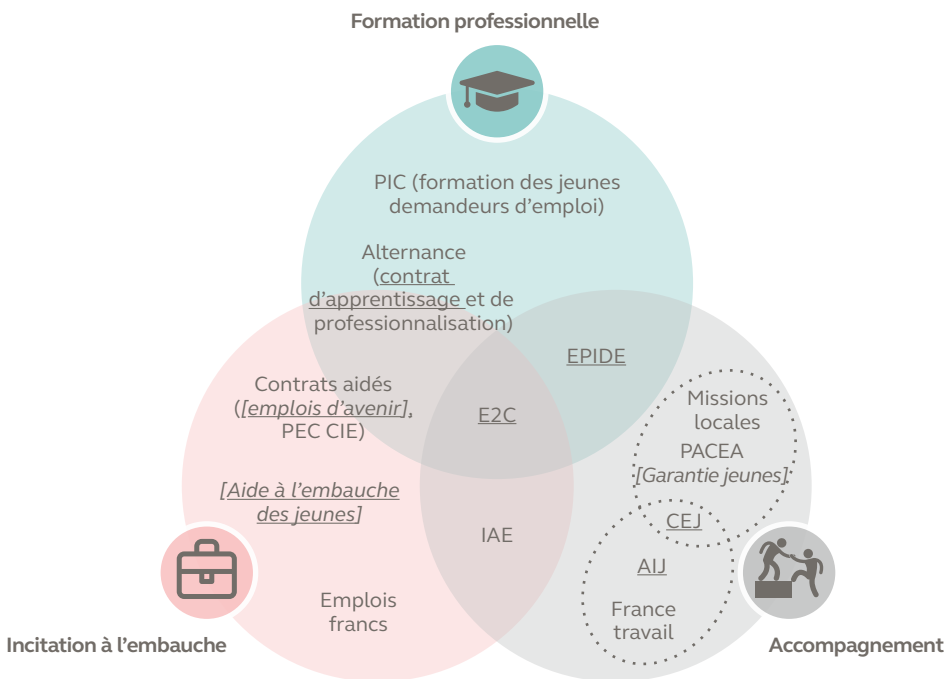 Formation professionnelle
PIC (formation des jeunes
demandeurs d’emploi)
Alternance
(contrat
d’apprentissage et de
professionnalisation)
EPIDE
Contrats aidés
([emplois d’avenir],
PEC CIE)
E2C
Missions
locales
PACEA
[Garantie jeunes]
[Aide à l’embauche
des jeunes]
CEJ
IAE
AIJ
Emplois
francs
France
travail
Incitation à l’embauche
Accompagnement